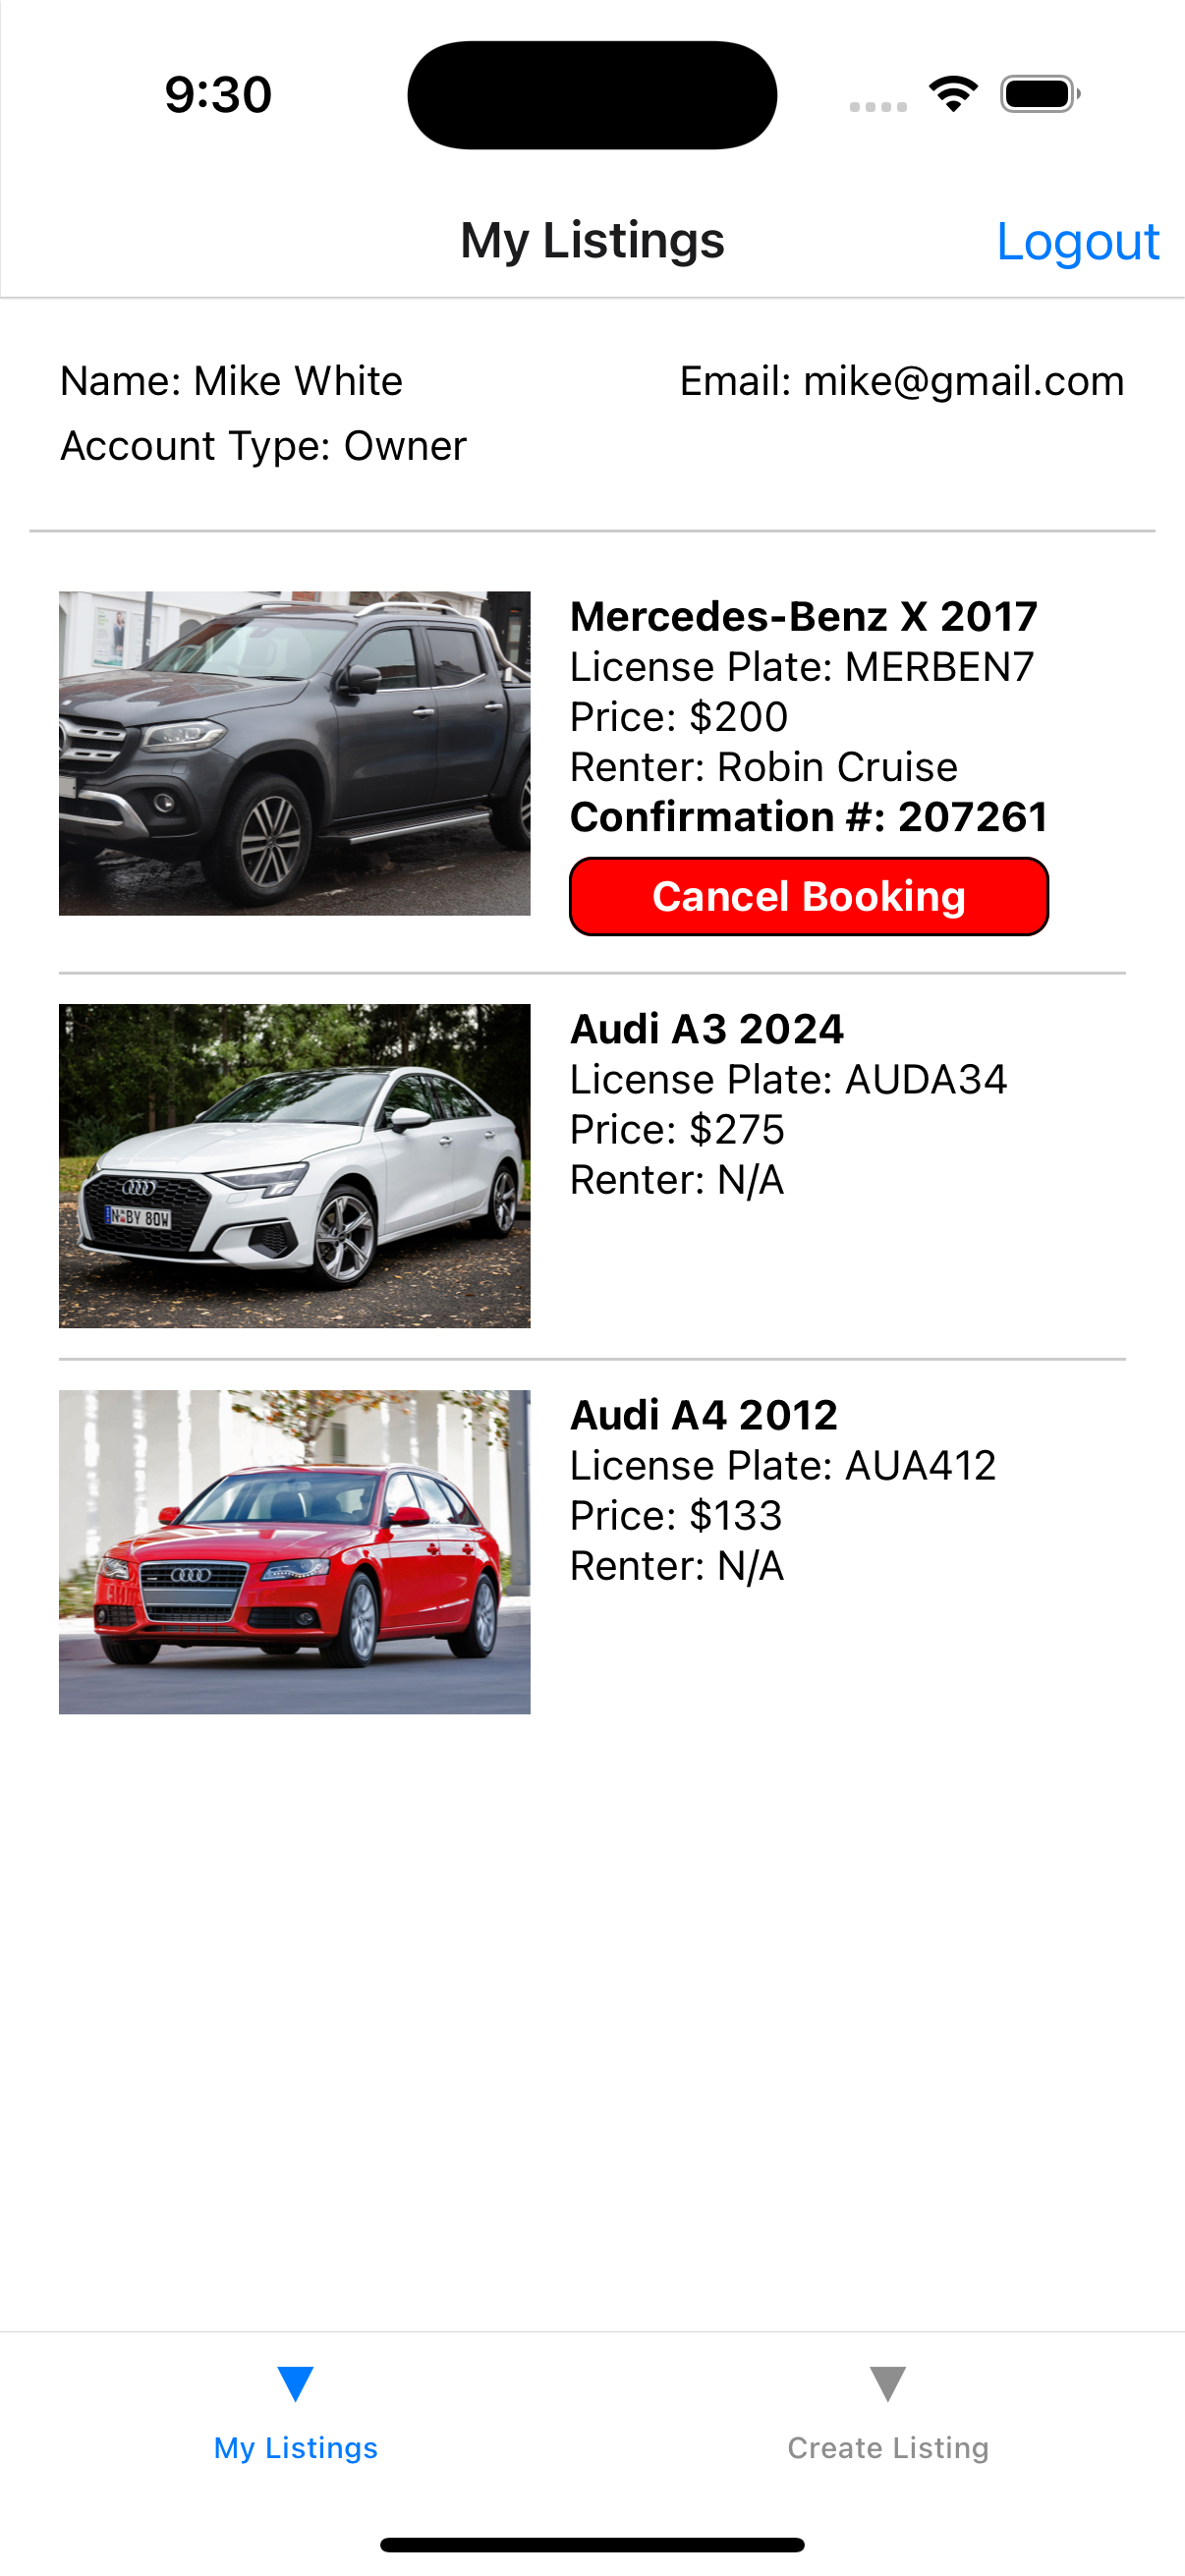 9:30
My Listings
Logout
Name: Mike White
Email: mike@gmail.com
Account Type: Owner
Mercedes-Benz X 2017
License Plate: MERBEN7
Price: $200
Renter: Robin Cruise
Confirmation #: 207261
Cancel Booking
Audi A3 2024
License Plate: AUDA34
Price: $275
Renter: N/A
Audi A4 2012
License Plate: AUA412
Price: $133
Renter: N/A
My Listings
Create Listing